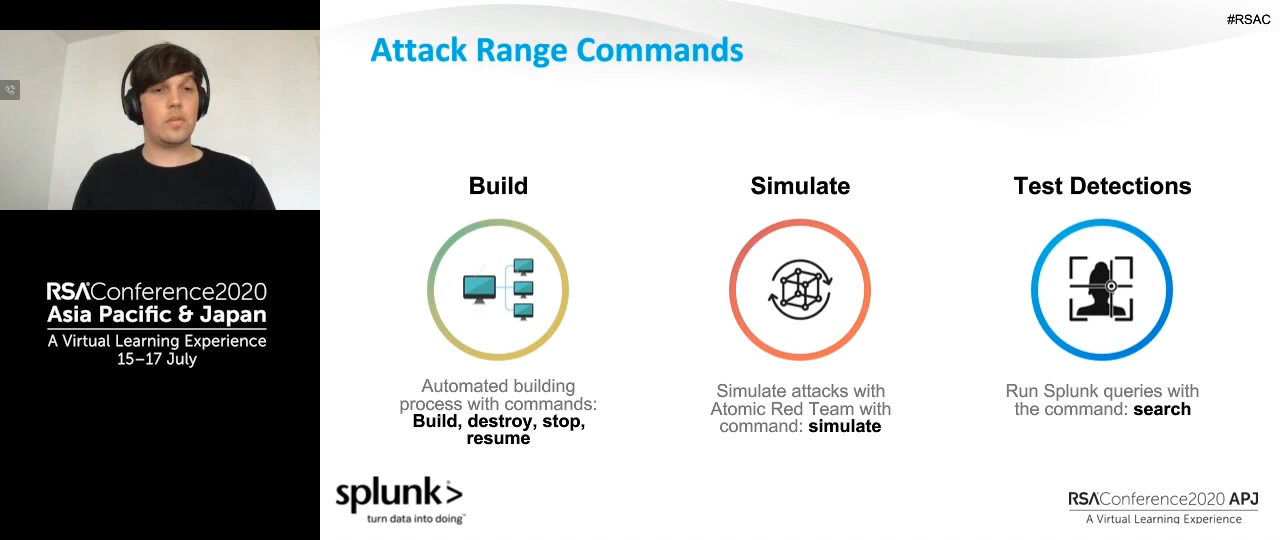 #RSAC
Attack Range Commands
Build
Simulate
Test Detections
Automated building
process with commands:
Build, destroy, stop,
resume
Simulate attacks with
Atomic Red Team with
command: simulate
Run Splunk queries with
the command: search
RSAConference2020
Asia Pacific & Japan
A Virtual Learning Experience
15–17 July
splunk>
turn data into doing™
RSAConference2020 APJ
A Virtual Learning Experience